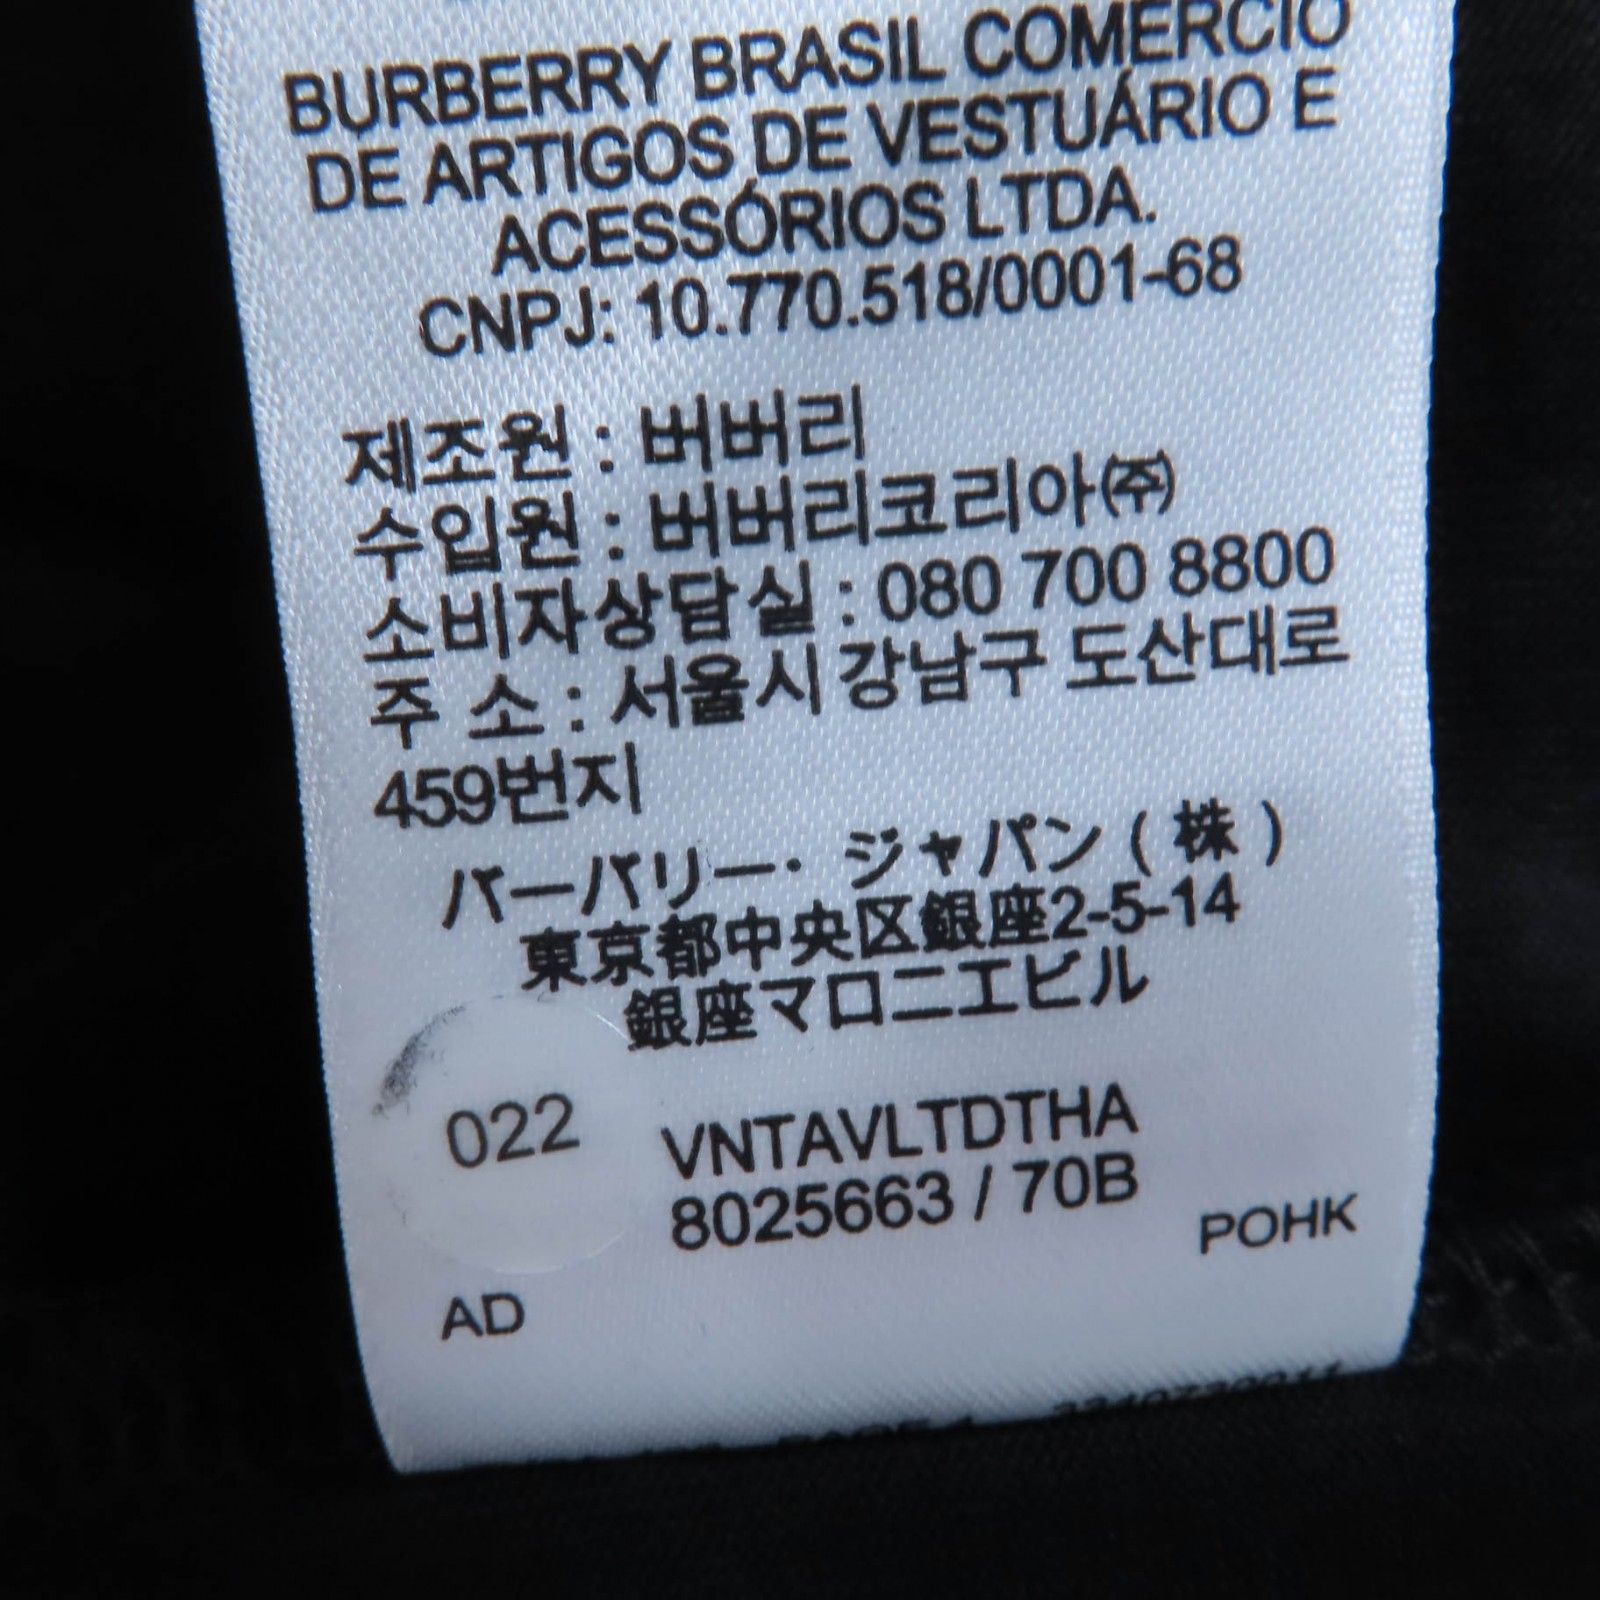 BURBERRY BRASIL COMERCIO
DE ARTIGOS DE VESTUÁRIO E
ACESSÓRIOS LTDA.
CNPJ: 10.770.518/0001-68
제조원 : 버버리
수입원 : 버버리코리아㈜
소비자상담실 : 080 700 8800
주 소 : 서울시 강남구 도산대로
459번지
バーバリー・ジャパン ( 株 )
東京都中央区銀座2-5-14
銀座マロニエビル
022
VNTAVLTDTHA
8025663 / 70B
POHK
AD